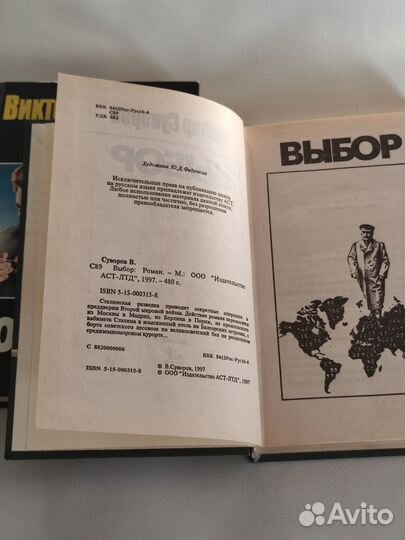 ВИКТО
ББК 84(2Рос-Рус)6-4
С89
УДК 882
Художник Ю.Д. Федичкин
Исключительные права на публикацию книги
на русском языке принадлежат издательству АСТ.
Любое использование материала данной книги,
полностью или частично, без разрешения
правообладателя запрещается.
Суворов В.
С89 Выбор: Роман. – М.: ООО "Издательство
АСТ-ЛТД", 1997. – 480 с.
ISBN 5-15-000315-8.
Сталинская разведка проводит секретные операции в
преддверии Второй мировой войны. Действие романа перенесено
из Москвы в Мадрид, из Берлина в Париж, из кремлевского
кабинета Сталина в изысканный отель на Балеарских островах, с
борта советского лесовоза на великосветский бал на роскошном
средиземноморском курорте...
С 8820000000
ББК 84(2Рос-Рус)6-4
ISBN 5-15-000315-8
© В.Суворов, 1997
© ООО "Издательство АСТ-ЛТД", 1997
ВЫБОР
Avito